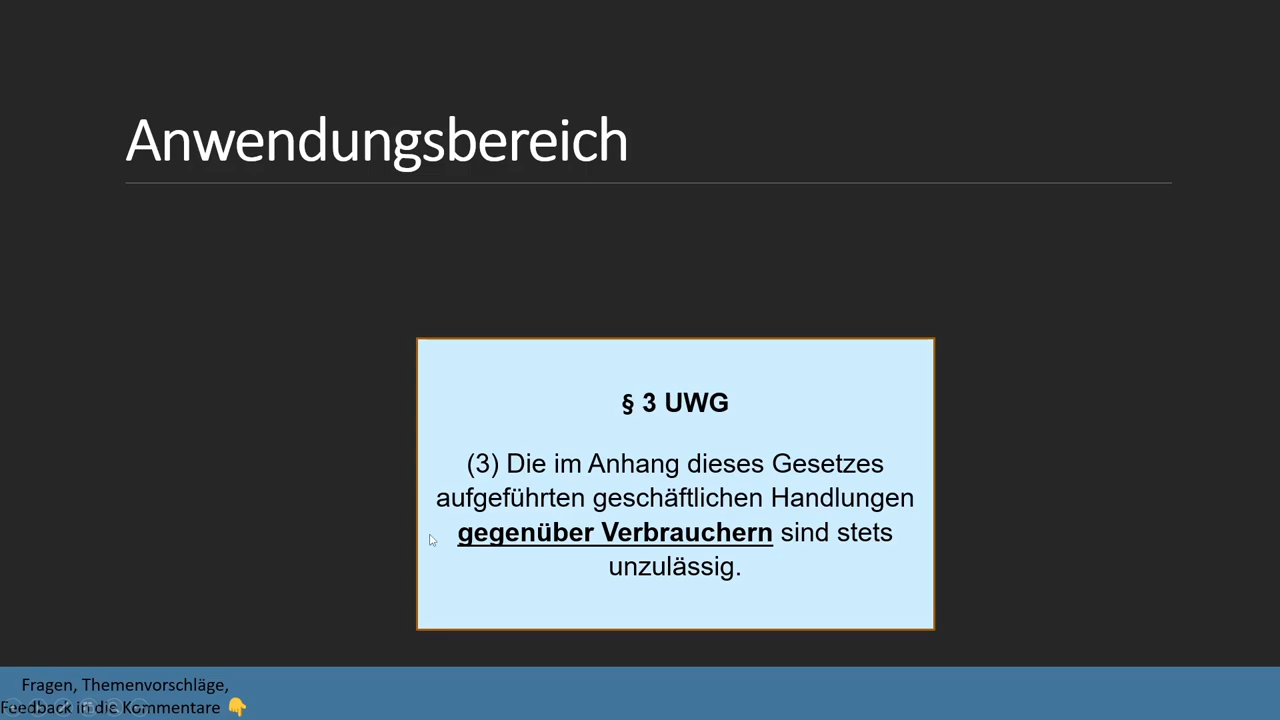 Anwendungsbereich
§ 3 UWG
(3) Die im Anhang dieses Gesetzes
aufgeführten geschäftlichen Handlungen
gegenüber Verbrauchern sind stets
unzulässig.
Fragen, Themenvorschläge,
Feedback in die Kommentare 👇